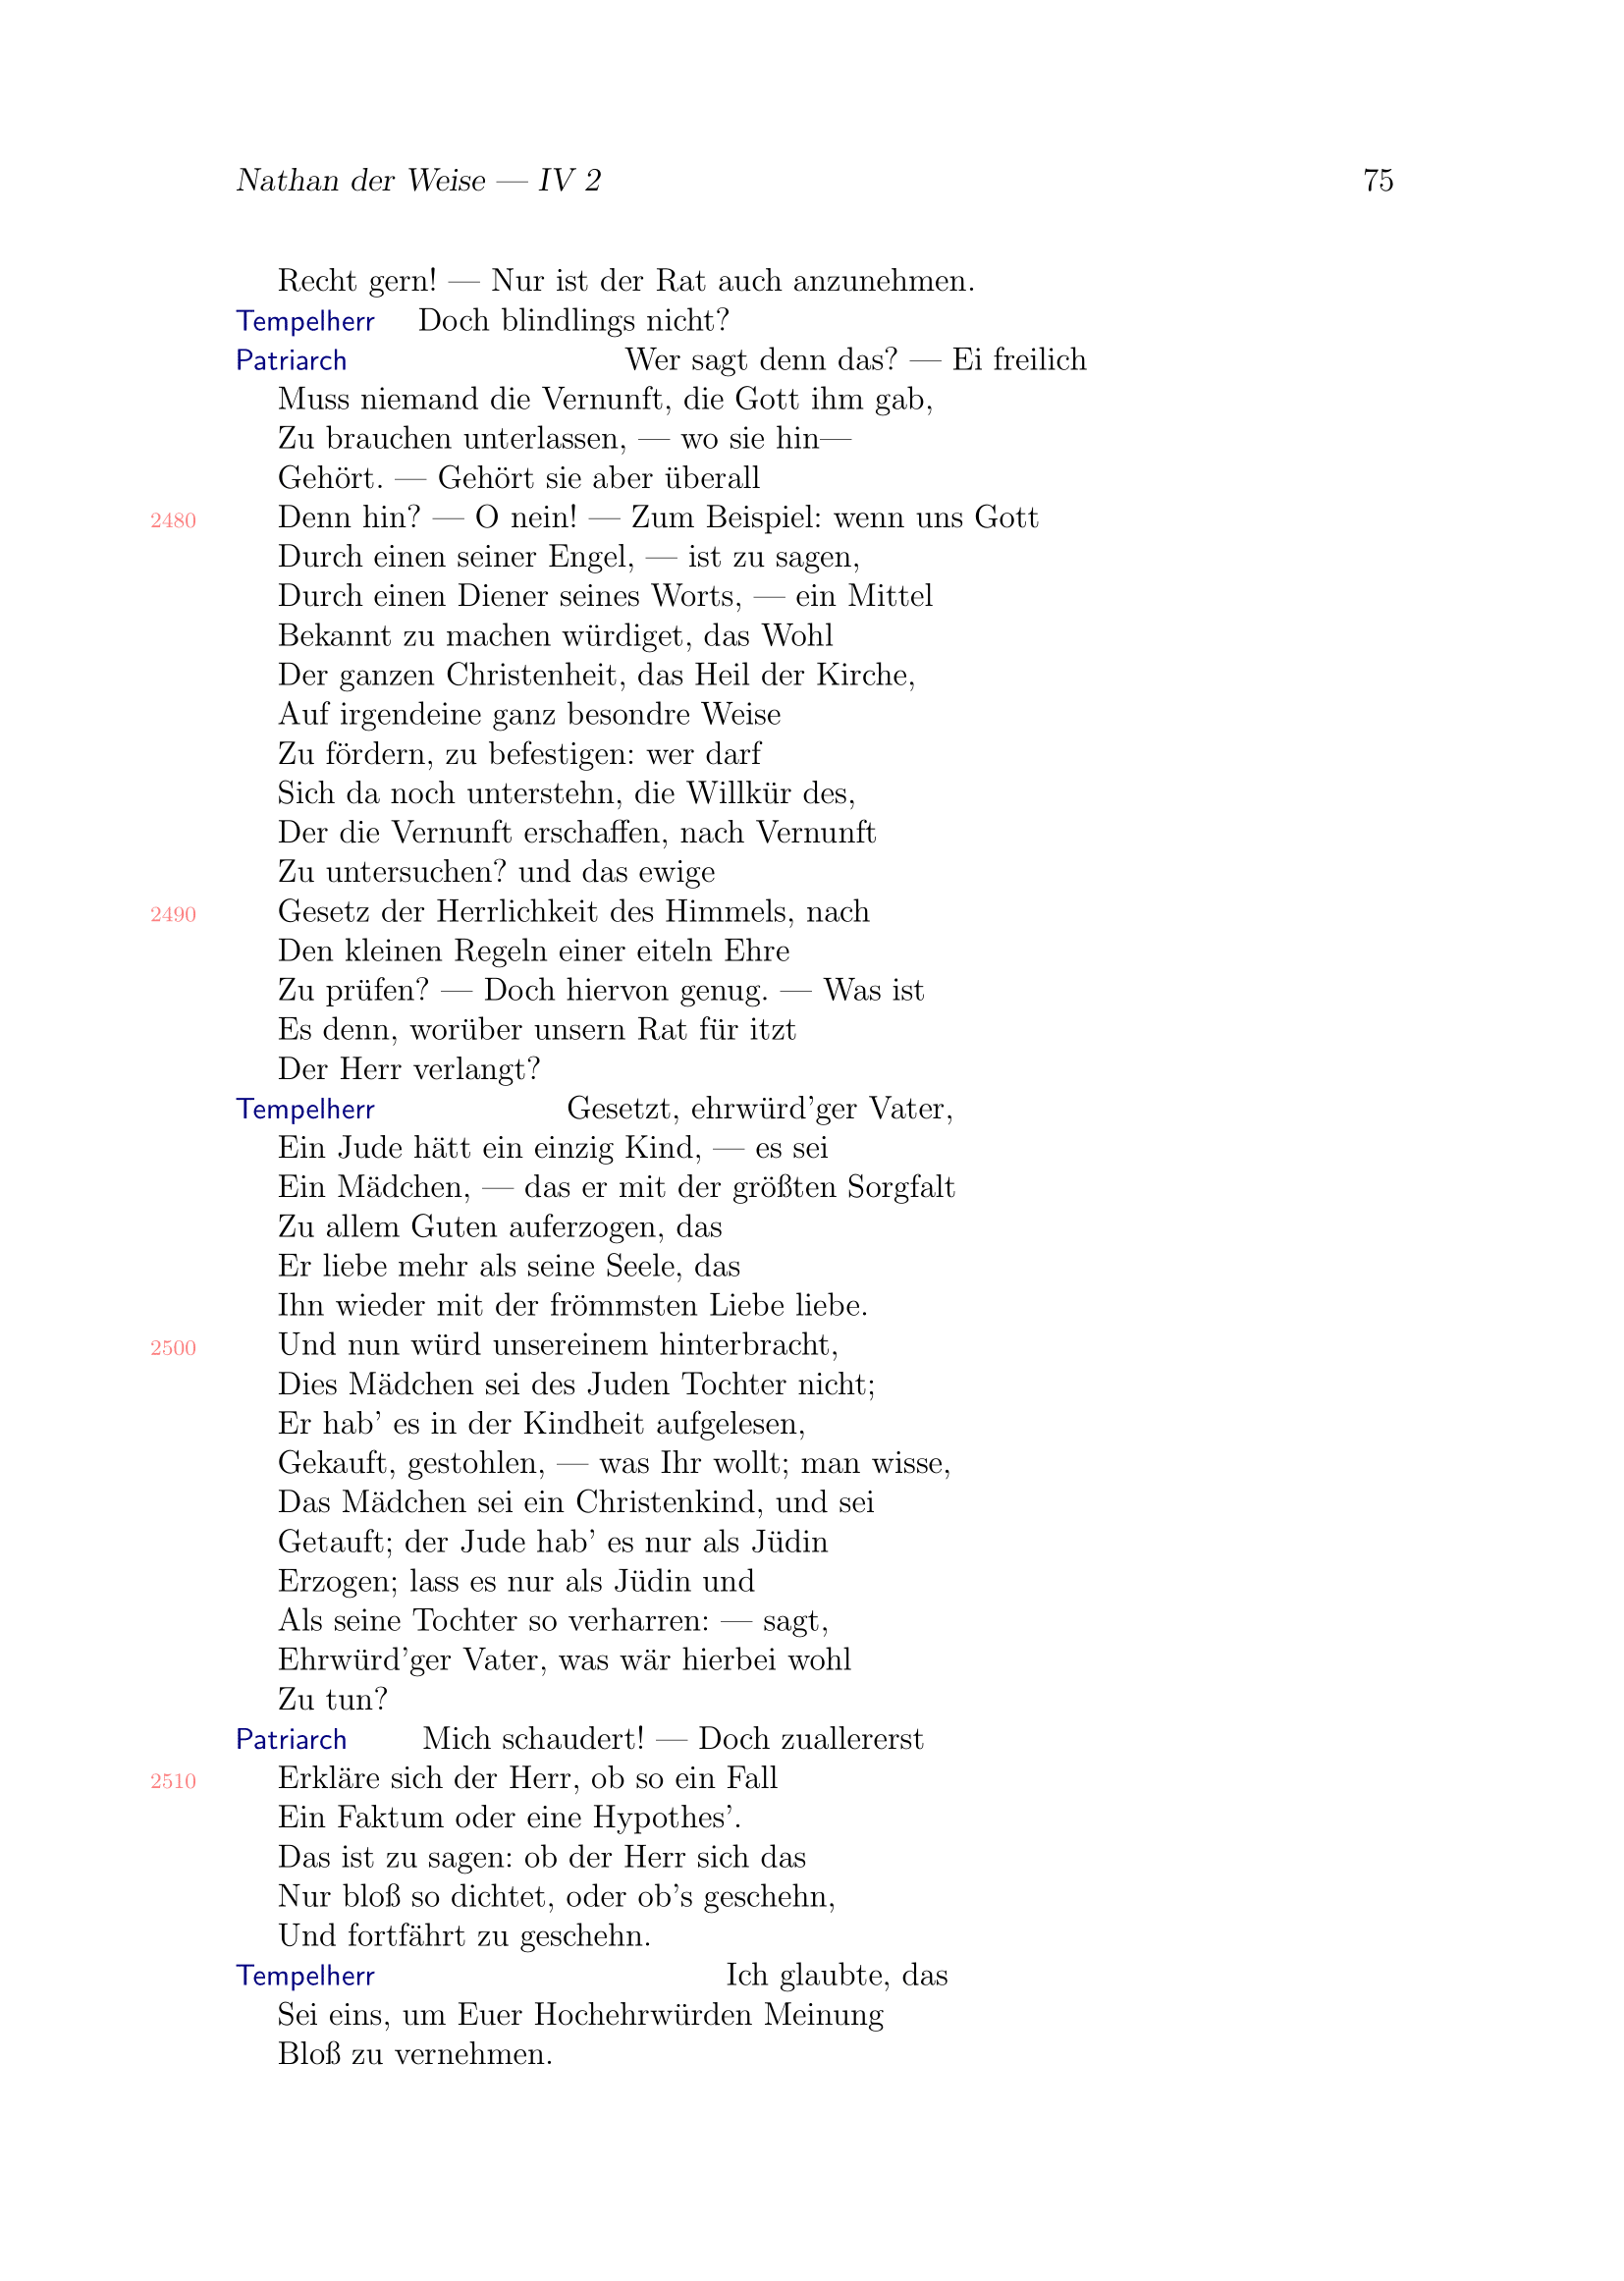 Nathan der Weise — IV 2 75
Recht gern! — Nur ist der Rat auch anzunehmen.
Tempelherr Doch blindlings nicht?
Patriarch Wer sagt denn das? — Ei freilich
Muss niemand die Vernunft, die Gott ihm gab,
Zu brauchen unterlassen, — wo sie hin—
Gehört. — Gehört sie aber überall
2480 Denn hin? — O nein! — Zum Beispiel: wenn uns Gott
Durch einen seiner Engel, — ist zu sagen,
Durch einen Diener seines Worts, — ein Mittel
Bekannt zu machen würdiget, das Wohl
Der ganzen Christenheit, das Heil der Kirche,
Auf irgendeine ganz besondre Weise
Zu fördern, zu befestigen: wer darf
Sich da noch unterstehn, die Willkür des,
Der die Vernunft erschaffen, nach Vernunft
Zu untersuchen? und das ewige
2490 Gesetz der Herrlichkeit des Himmels, nach
Den kleinen Regeln einer eiteln Ehre
Zu prüfen? — Doch hiervon genug. — Was ist
Es denn, worüber unsern Rat für itzt
Der Herr verlangt?
Tempelherr Gesetzt, ehrwürd'ger Vater,
Ein Jude hätt ein einzig Kind, — es sei
Ein Mädchen, — das er mit der größten Sorgfalt
Zu allem Guten auferzogen, das
Er liebe mehr als seine Seele, das
Ihn wieder mit der frömmsten Liebe liebe.
2500 Und nun würd unsereinem hinterbracht,
Dies Mädchen sei des Juden Tochter nicht;
Er hab' es in der Kindheit aufgelesen,
Gekauft, gestohlen, — was Ihr wollt; man wisse,
Das Mädchen sei ein Christenkind, und sei
Getauft; der Jude hab' es nur als Jüdin
Erzogen; lass es nur als Jüdin und
Als seine Tochter so verharren: — sagt,
Ehrwürd'ger Vater, was wär hierbei wohl
Zu tun?
Patriarch Mich schaudert! — Doch zuallererst
2510 Erkläre sich der Herr, ob so ein Fall
Ein Faktum oder eine Hypothes'.
Das ist zu sagen: ob der Herr sich das
Nur bloß so dichtet, oder ob's geschehn,
Und fortfährt zu geschehn.
Tempelherr Ich glaubte, das
Sei eins, um Euer Hochehrwürden Meinung
Bloß zu vernehmen.